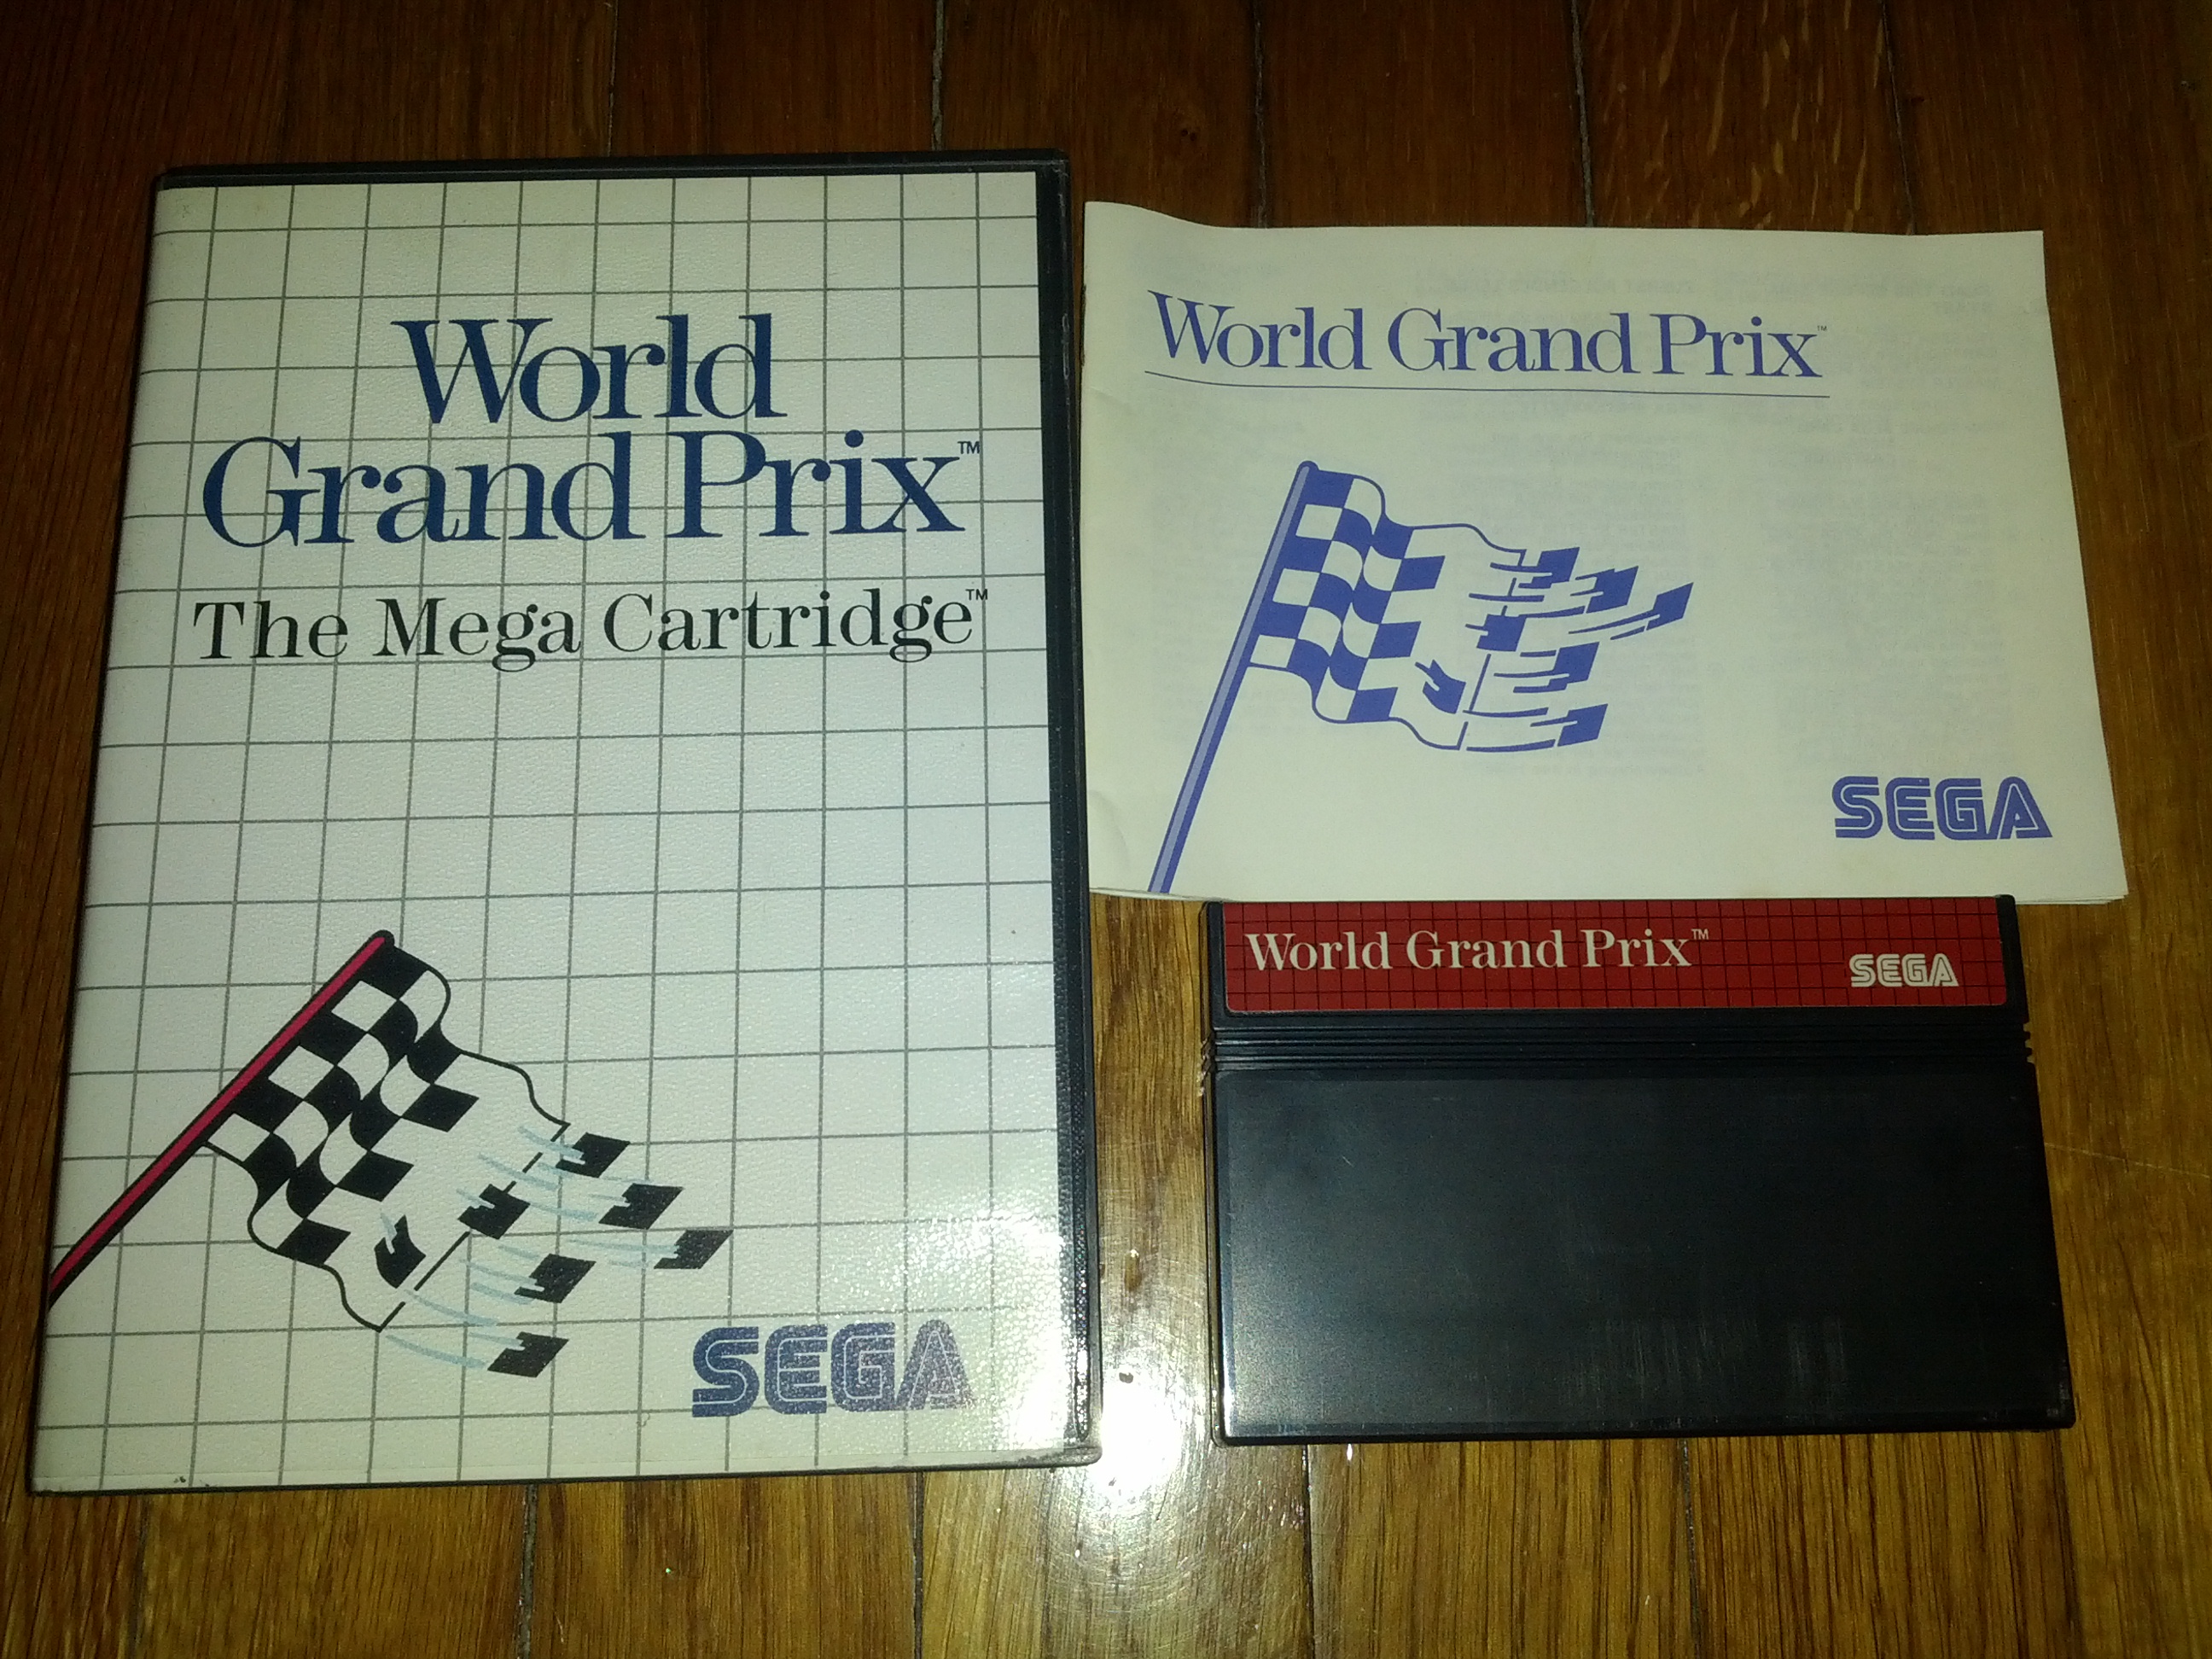 World
Grand Prix™
The Mega Cartridge™
SEGA
World Grand Prix™
SEGA
World Grand Prix™
SEGA